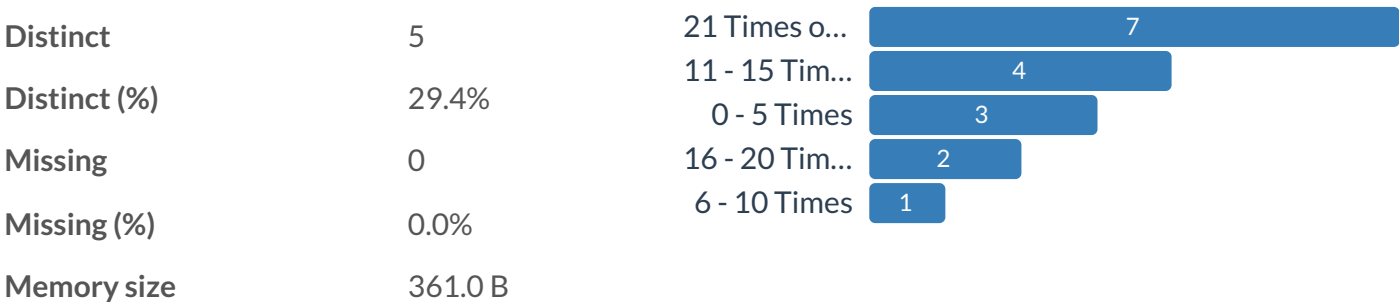 Distinct 5
Distinct (%) 29.4%
Missing 0
Missing (%) 0.0%
Memory size 361.0 B
21 Times o... 7
11 - 15 Tim... 4
0 - 5 Times 3
16 - 20 Tim... 2
6 - 10 Times 1